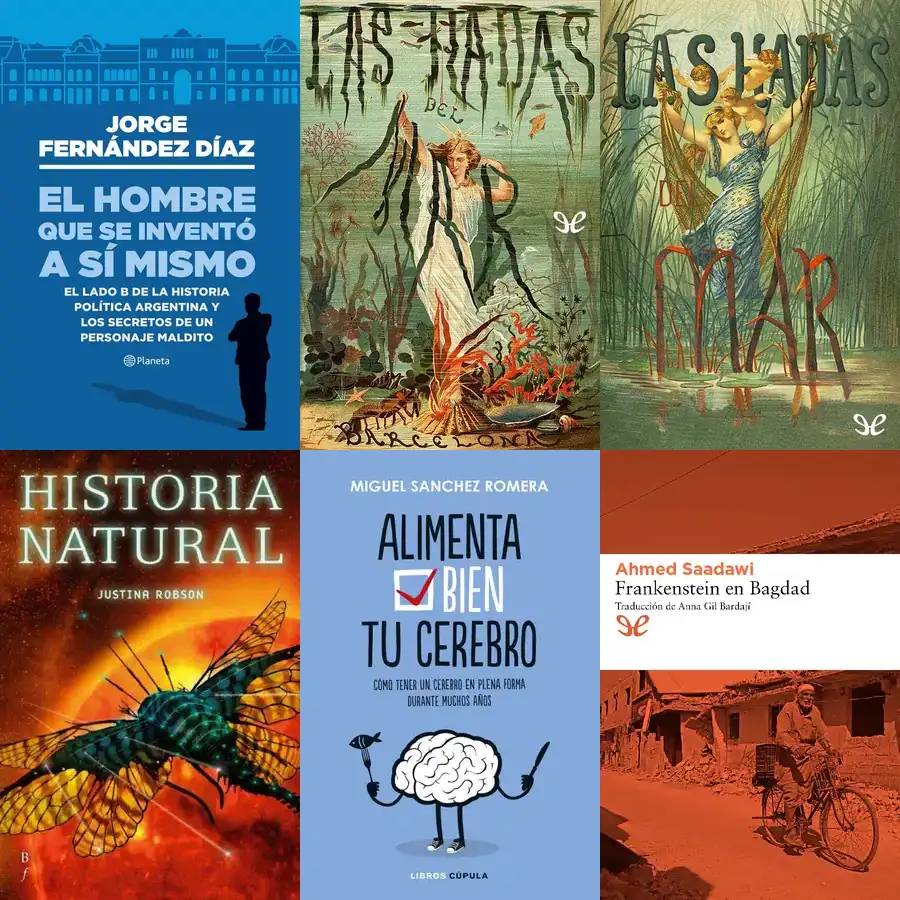 JORGE
FERNÁNDEZ DÍAZ
EL HOMBRE
QUE SE INVENTÓ
A SÍ MISMO
EL LADO B DE LA HISTORIA
POLÍTICA ARGENTINA Y
LOS SECRETOS DE UN
PERSONAJE MALDITO
Planeta
LAS HADAS
DEL
MAR
BARCELONA
LAS HADAS
DEL
MAR
HISTORIA
NATURAL
JUSTINA ROBSON
B
f
MIGUEL SANCHEZ ROMERA
ALIMENTA
BIEN
TU CEREBRO
CÓMO TENER UN CEREBRO EN PLENA FORMA
DURANTE MUCHOS AÑOS
LIBROS CÚPULA
Ahmed Saadawi
Frankenstein en Bagdad
Traducción de Anna Gil Bardají